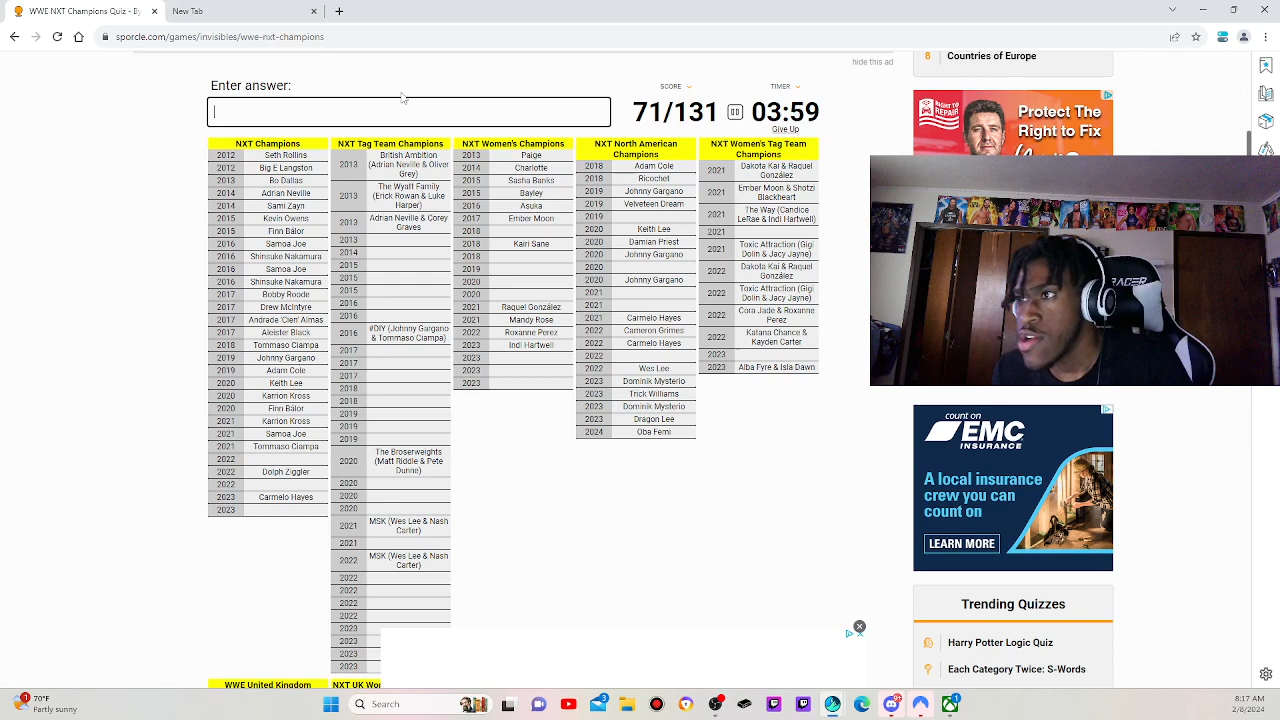 WWE NXT Champions Quiz - By
New Tab
sporcle.com/games/invisibles/wwe-nxt-champions
hide this ad
Enter answer:
SCORE
71/131
TIMER
03:59
Give Up
NXT Champions
2012 Seth Rollins
2012 Big E Langston
2013 Bo Dallas
2014 Adrian Neville
2014 Sami Zayn
2015 Kevin Owens
2015 Finn Bálor
2016 Samoa Joe
2016 Shinsuke Nakamura
2016 Samoa Joe
2016 Shinsuke Nakamura
2017 Bobby Roode
2017 Drew McIntyre
2017 Andrade 'Cien' Almas
2017 Aleister Black
2018 Tommaso Ciampa
2019 Johnny Gargano
2019 Adam Cole
2020 Keith Lee
2020 Karrion Kross
2020 Finn Bálor
2021 Karrion Kross
2021 Samoa Joe
2021 Tommaso Ciampa
2022
2022 Dolph Ziggler
2022
2023 Carmelo Hayes
2023
NXT Tag Team Champions
2013 British Ambition
(Adrian Neville & Oliver
Grey)
2013 The Wyatt Family
(Erick Rowan & Luke
Harper)
2013 Adrian Neville & Corey
Graves
2013
2014
2015
2015
2015
2016
2016
2016 #DIY (Johnny Gargano
& Tommaso Ciampa)
2017
2017
2017
2018
2018
2019
2019
2019
2020 The Broserweights
(Matt Riddle & Pete
Dunne)
2020
2020
2020
2021 MSK (Wes Lee & Nash
Carter)
2021
2022 MSK (Wes Lee & Nash
Carter)
2022
2022
2022
2022
2023
2023
2023
2023
NXT Women's Champions
2013 Paige
2014 Charlotte
2015 Sasha Banks
2015 Bayley
2016 Asuka
2017 Ember Moon
2018
2018 Kairi Sane
2018
2019
2020
2020
2021 Raquel González
2021 Mandy Rose
2022 Roxanne Perez
2023 Indi Hartwell
2023
2023
NXT North American
Champions
2018 Adam Cole
2018 Ricochet
2019 Johnny Gargano
2019 Velveteen Dream
2019
2020 Keith Lee
2020 Damian Priest
2020 Johnny Gargano
2020
2020 Johnny Gargano
2021
2021
2021 Carmelo Hayes
2022 Cameron Grimes
2022 Carmelo Hayes
2022
2022 Wes Lee
2023 Dominik Mysterio
2023 Trick Williams
2023 Dominik Mysterio
2023 Dragon Lee
2024 Oba Femi
NXT Women's Tag Team
Champions
2021 Dakota Kai & Raquel
González
2021 Ember Moon & Shotzi
Blackheart
2021 The Way (Candice
LeRae & Indi Hartwell)
2021
2021 Toxic Attraction (Gigi
Dolin & Jacy Jayne)
2022 Dakota Kai & Raquel
González
2022 Toxic Attraction (Gigi
Dolin & Jacy Jayne)
2022 Cora Jade & Roxanne
Perez
2022 Katana Chance &
Kayden Carter
2023
2023 Alba Fyre & Isla Dawn
WWE United Kingdom
8 Countries of Europe
RIGHT TO
REPAIR
Protect The
Right to Fix
count on
EMC
INSURANCE
A local insurance
crew you can
count on
LEARN MORE
Trending Quizzes
Harry Potter Logic Quiz
Each Category Twice: S-Words
70°F
Partly sunny
Search
8:17 AM
2/8/2024